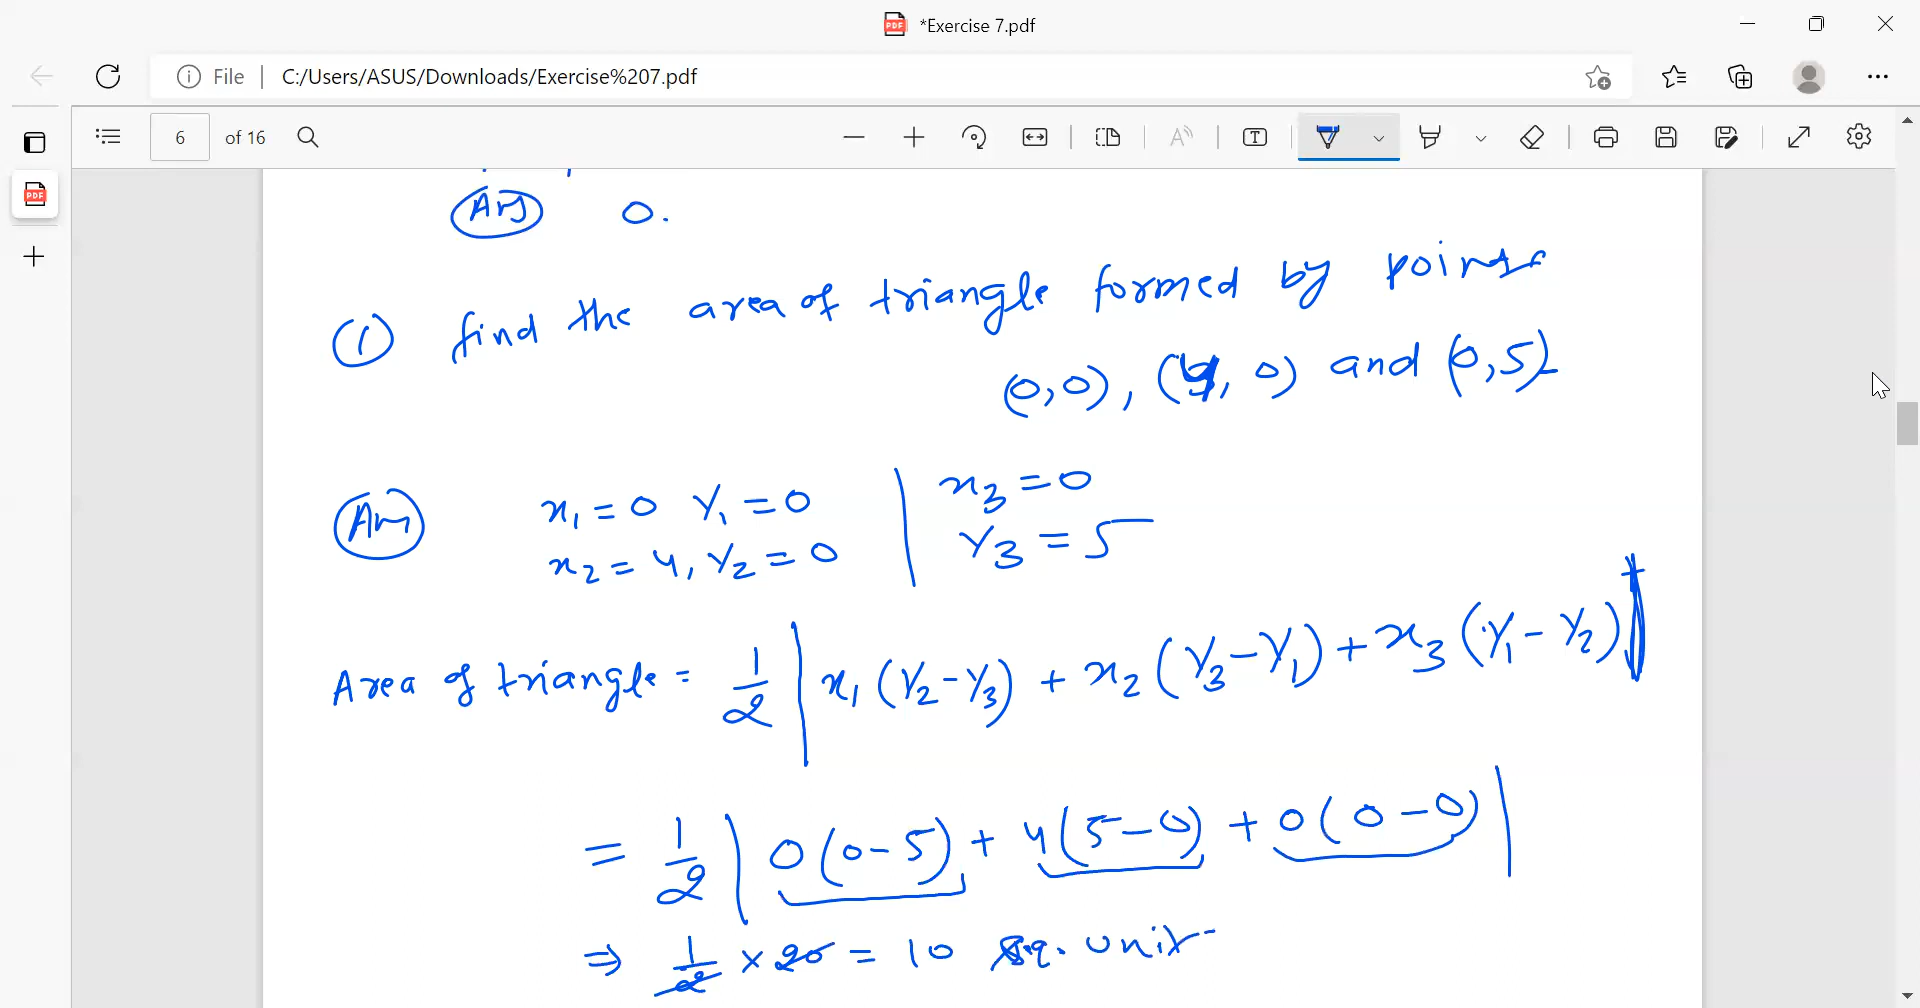 *Exercise 7.pdf
File | C:/Users/ASUS/Downloads/Exercise%207.pdf
6 of 16
Ans 0.
(1) find the area of triangle formed by points
(0,0), (4, 0) and (0,5)
Ans x₁ = 0 y₁ = 0 | x₃ = 0
x₂ = 4, y₂ = 0 | y₃ = 5
Area of triangle = 1/2 | x₁ (y₂ - y₃) + x₂ (y₃ - y₁) + x₃ (y₁ - y₂) |
= 1/2 | 0 (0 - 5) + 4 (5 - 0) + 0 (0 - 0) |
⇒ 1/2 × 20 = 10 sq. unit